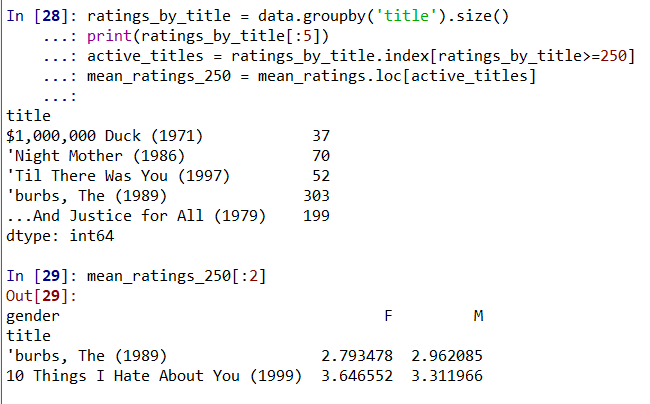 In [28]: ratings_by_title = data.groupby('title').size()
...: print(ratings_by_title[:5])
...: active_titles = ratings_by_title.index[ratings_by_title>=250]
...: mean_ratings_250 = mean_ratings.loc[active_titles]
...:
title
$1,000,000 Duck (1971) 37
'Night Mother (1986) 70
'Til There Was You (1997) 52
'burbs, The (1989) 303
...And Justice for All (1979) 199
dtype: int64
In [29]: mean_ratings_250[:2]
Out[29]:
gender F M
title
'burbs, The (1989) 2.793478 2.962085
10 Things I Hate About You (1999) 3.646552 3.311966